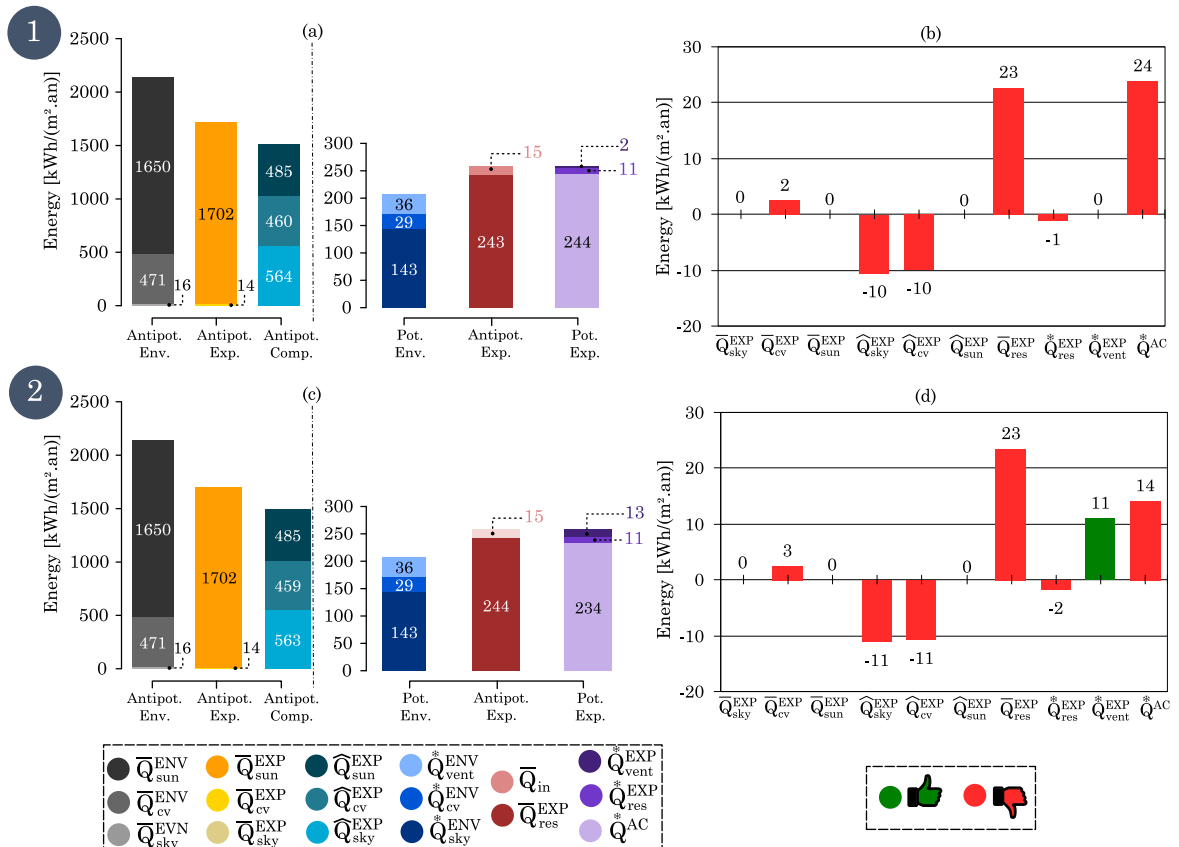 1
(a)
(b)
Energy [kWh/(m².an)]
2500
2000
1500
1000
500
0
1650
471
16
1702
14
485
460
564
Antipot. Env.
Antipot. Exp.
Antipot. Comp.
300
250
200
150
100
50
0
36
29
143
15
243
2
11
244
Pot. Env.
Antipot. Exp.
Pot. Exp.
Energy [kWh/(m².an)]
30
20
10
0
-10
-20
0
2
0
-10
-10
0
23
-1
0
24
Q̅ EXP sky
Q̅ EXP cv
Q̅ EXP sun
Q̂ EXP sky
Q̂ EXP cv
Q̂ EXP sun
Q̅ EXP res
Q* EXP res
Q* EXP vent
Q* AC
2
(c)
(d)
Energy [kWh/(m².an)]
2500
2000
1500
1000
500
0
1650
471
16
1702
14
485
459
563
Antipot. Env.
Antipot. Exp.
Antipot. Comp.
300
250
200
150
100
50
0
36
29
143
15
244
13
11
234
Pot. Env.
Antipot. Exp.
Pot. Exp.
Energy [kWh/(m².an)]
30
20
10
0
-10
-20
0
3
0
-11
-11
0
23
-2
11
14
Q̅ EXP sky
Q̅ EXP cv
Q̅ EXP sun
Q̂ EXP sky
Q̂ EXP cv
Q̂ EXP sun
Q̅ EXP res
Q* EXP res
Q* EXP vent
Q* AC
Q̅ ENV sun
Q̅ ENV cv
Q̅ EVN sky
Q̅ EXP sun
Q̅ EXP cv
Q̅ EXP sky
Q̂ EXP sun
Q̂ EXP cv
Q̂ EXP sky
Q* ENV vent
Q* ENV cv
Q* ENV sky
Q̅ in
Q̅ EXP res
Q* EXP vent
Q* EXP res
Q* AC